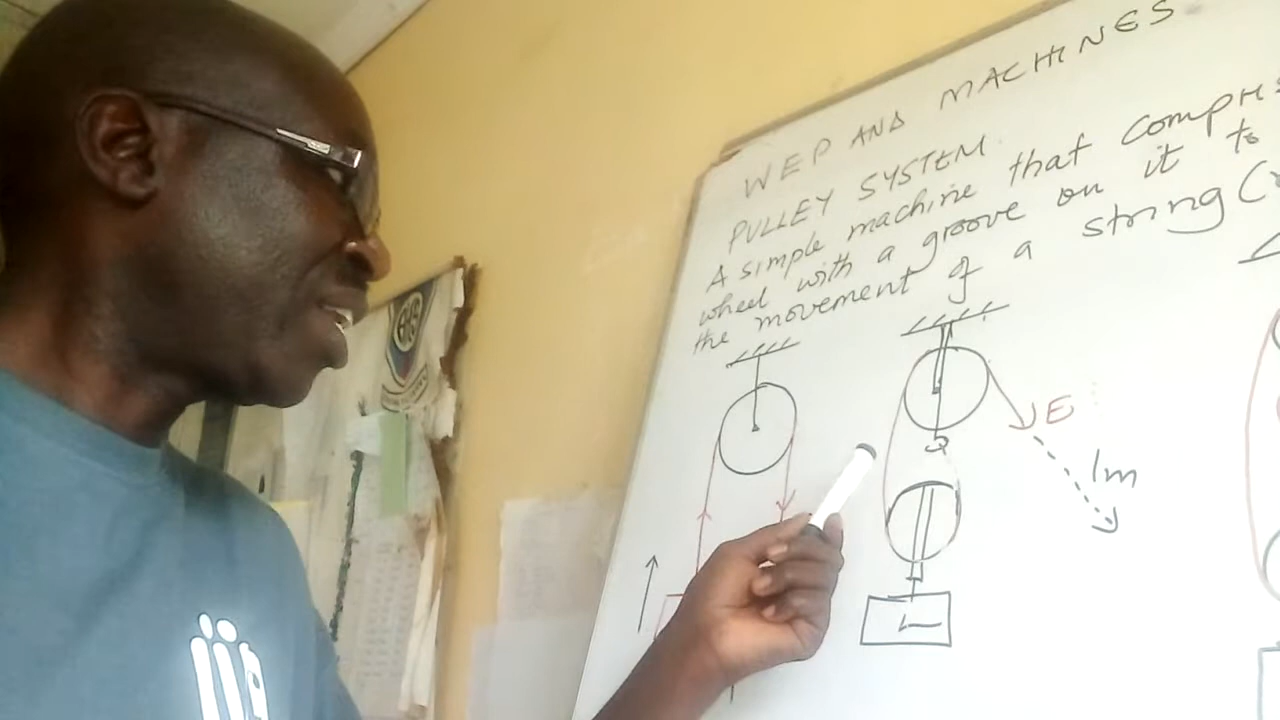 WEP AND MACHINES.
PULLEY SYSTEM.
A simple machine that
wheel with a groove on it to
the movement of a string
E
1m
L